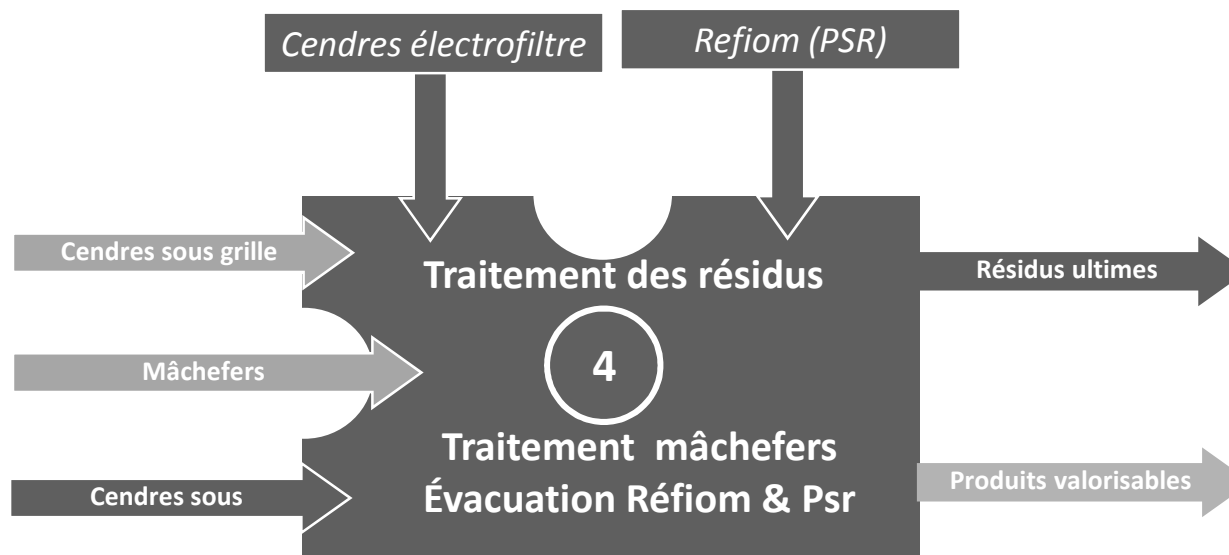 Cendres électrofiltre
Refiom (PSR)
Cendres sous grille
Traitement des résidus
Résidus ultimes
Mâchefers
4
Traitement mâchefers
Évacuation Réfiom & Psr
Cendres sous
Produits valorisables